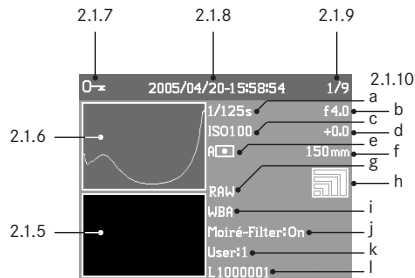 2.1.7 2.1.8 2.1.9
2005/04/20-15:58:54 1/9 2.1.10
1/125s a f4.0 b
ISO100 c +0.0 d
2.1.6 A e 150mm f
g
RAW h
WBA i
2.1.5 Moiré-Filter:On j
User:1 k
L1000001 l